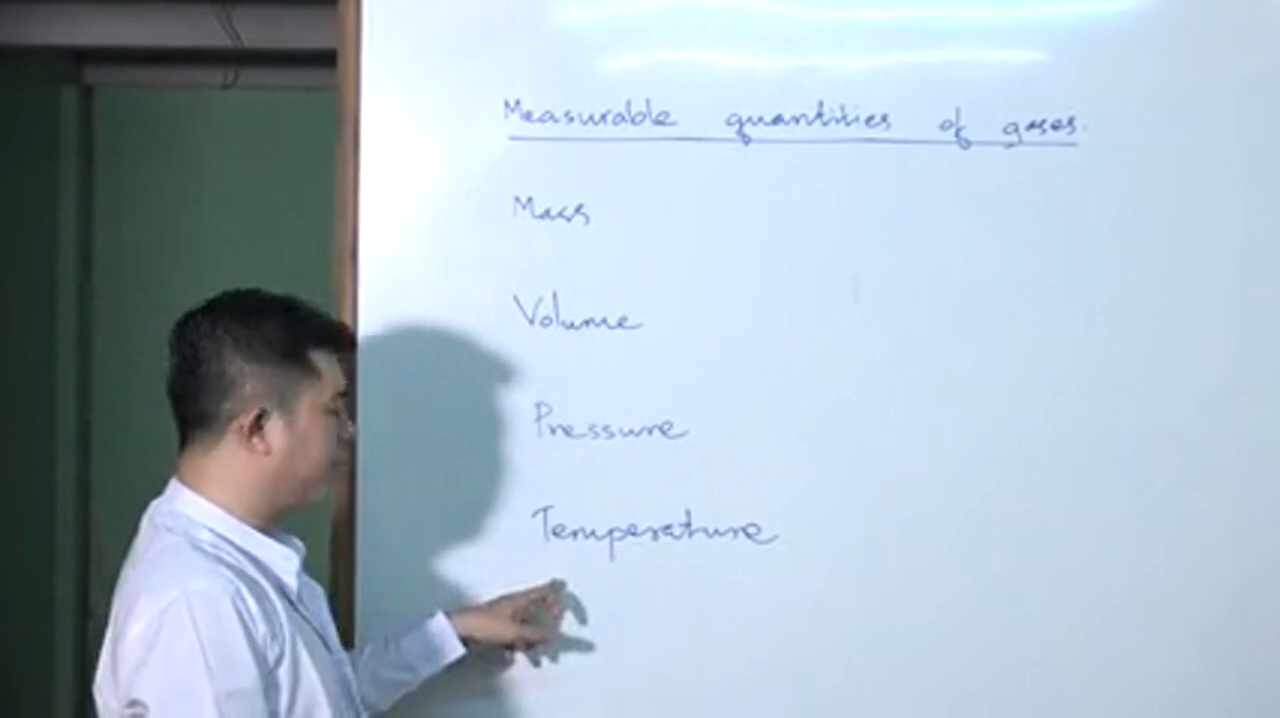 Measurable quantities of gases.
Mass
Volume
Pressure
Temperature